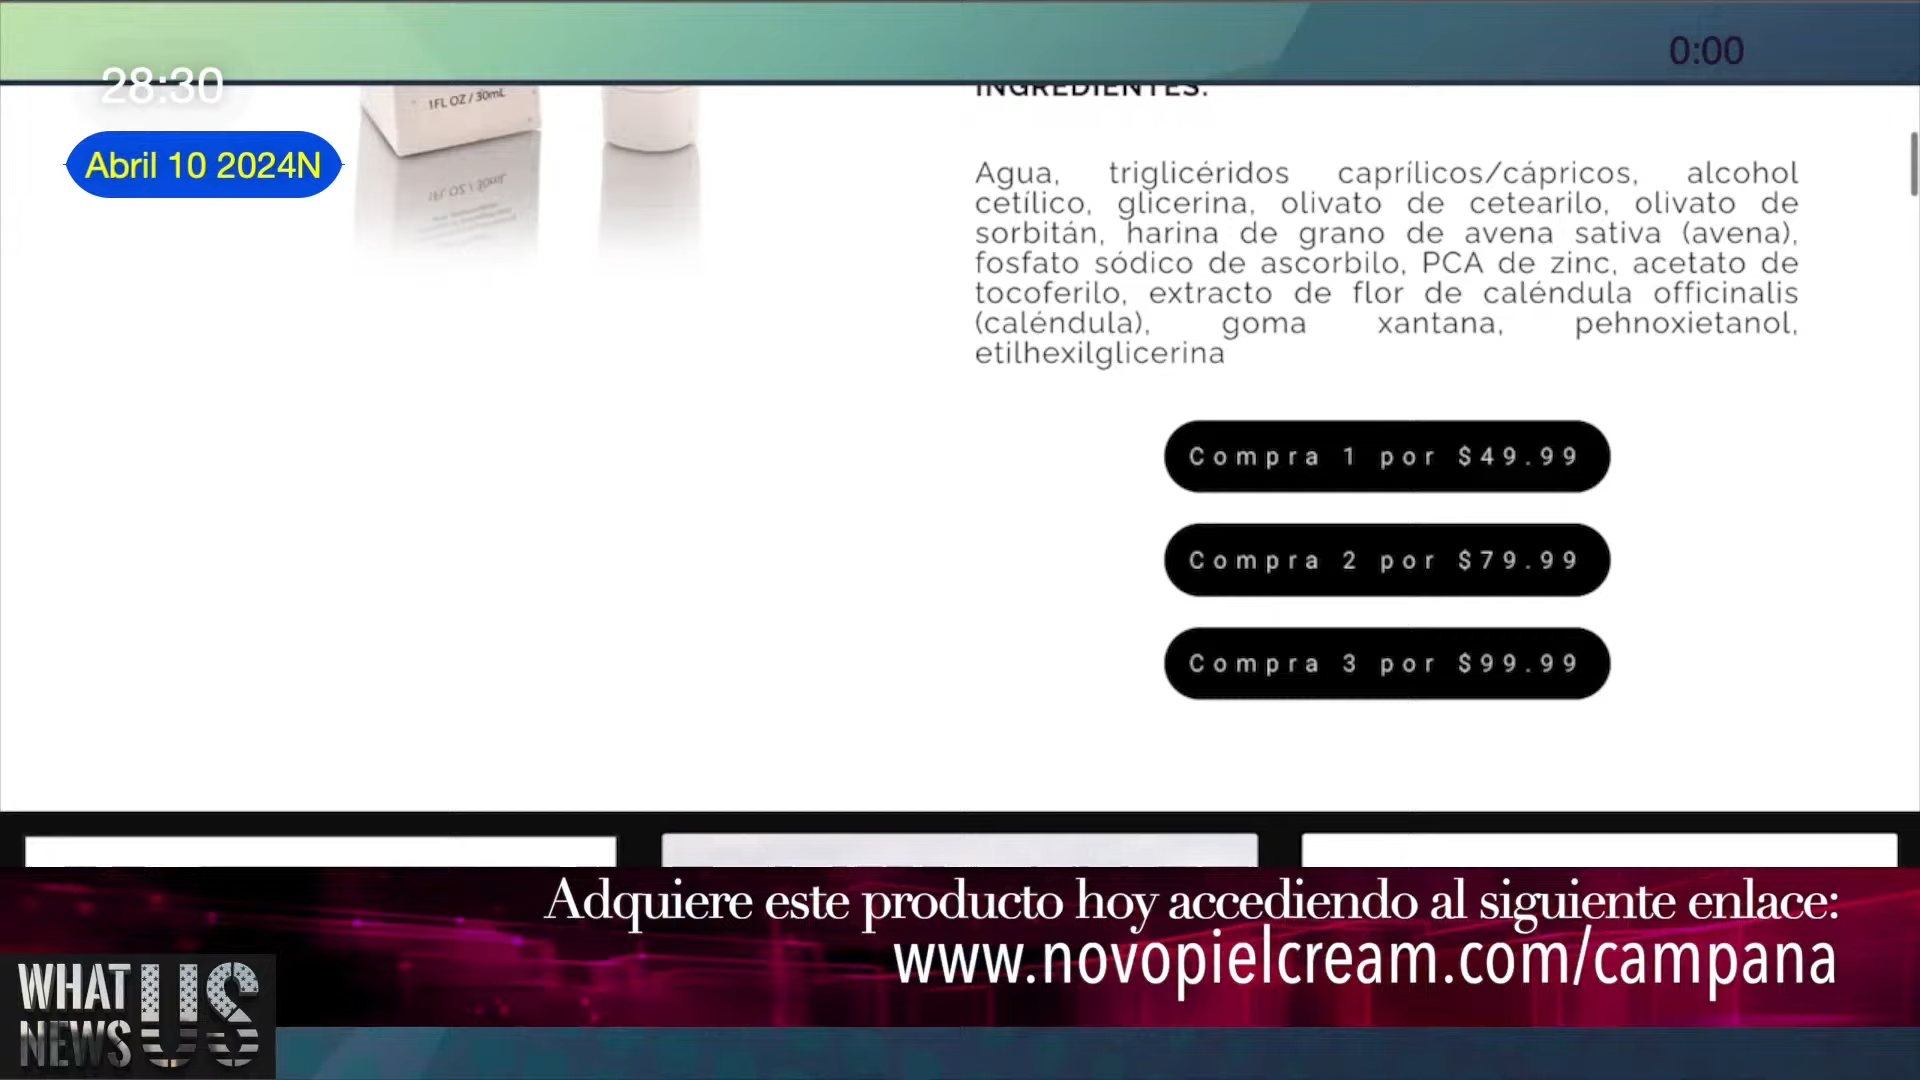 0:00
28:30
Abril 10 2024N
1FL OZ / 30mL
1FL OZ / 30mL
INGREDIENTES:
Agua, triglicéridos caprílicos/cápricos, alcohol
cetílico, glicerina, olivato de cetearilo, olivato de
sorbitán, harina de grano de avena sativa (avena),
fosfato sódico de ascorbilo, PCA de zinc, acetato de
tocoferilo, extracto de flor de caléndula officinalis
(caléndula), goma xantana, pehnoxietanol,
etilhexilglicerina
Compra 1 por $49.99
Compra 2 por $79.99
Compra 3 por $99.99
Adquiere este producto hoy accediendo al siguiente enlace:
www.novopielcream.com/campana
WHAT
NEWS
US